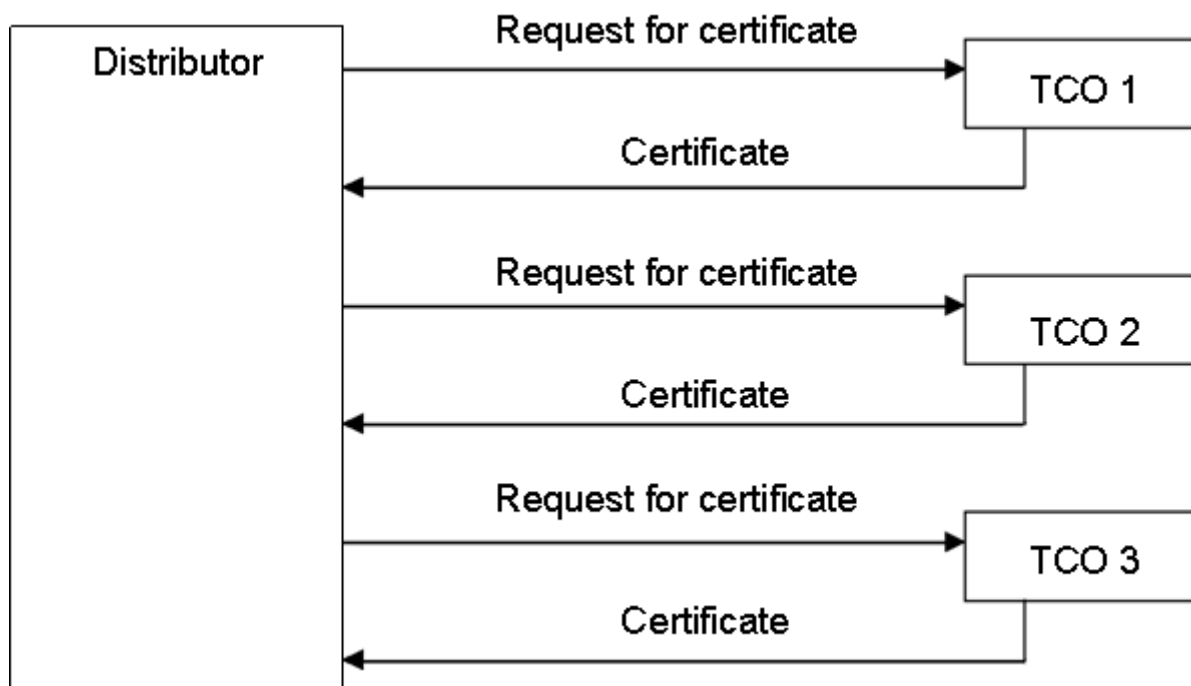 Distributor
Request for certificate
TCO 1
Certificate
Request for certificate
TCO 2
Certificate
Request for certificate
TCO 3
Certificate